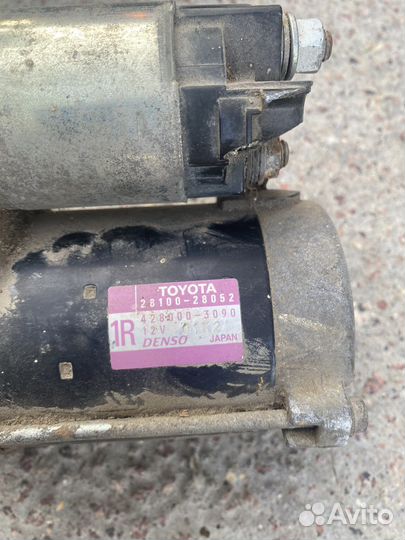 TOYOTA
28100-28052
428000-3090
1R 12V
DENSO JAPAN
Avito